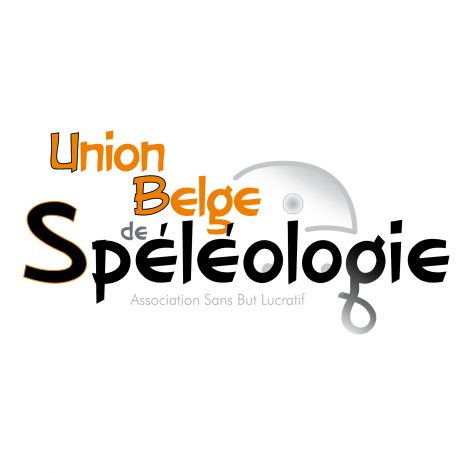 Union
Belge
de
Spéléologie
Association Sans But Lucratif